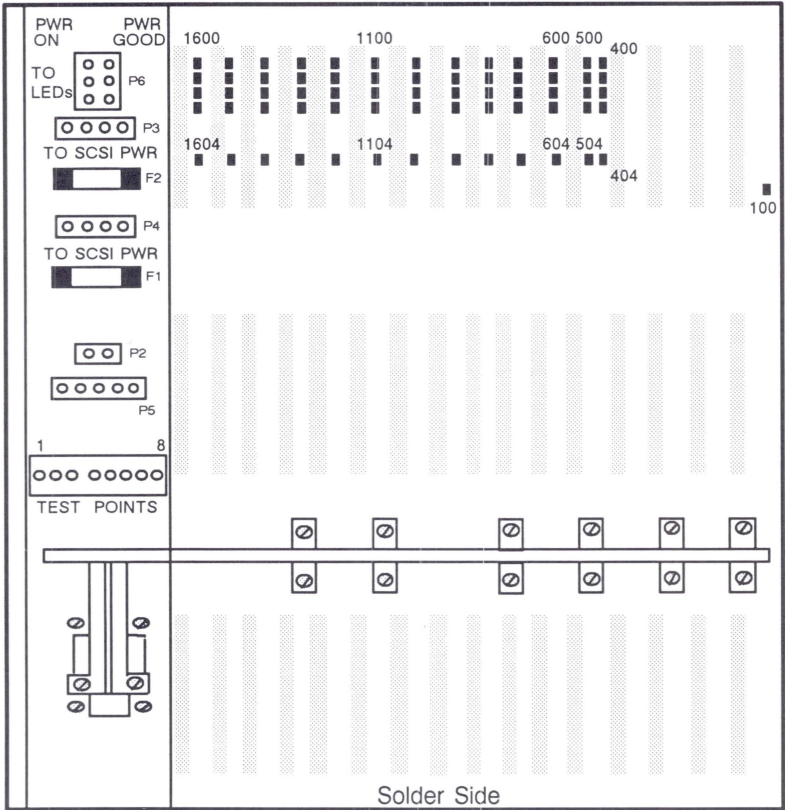 PWR ON
PWR GOOD
TO LEDs
P6
P3
TO SCSI PWR
F2
P4
TO SCSI PWR
F1
P2
P5
1 8
TEST POINTS
1600 1100 600 500 400
1604 1104 604 504 404
100
Solder Side